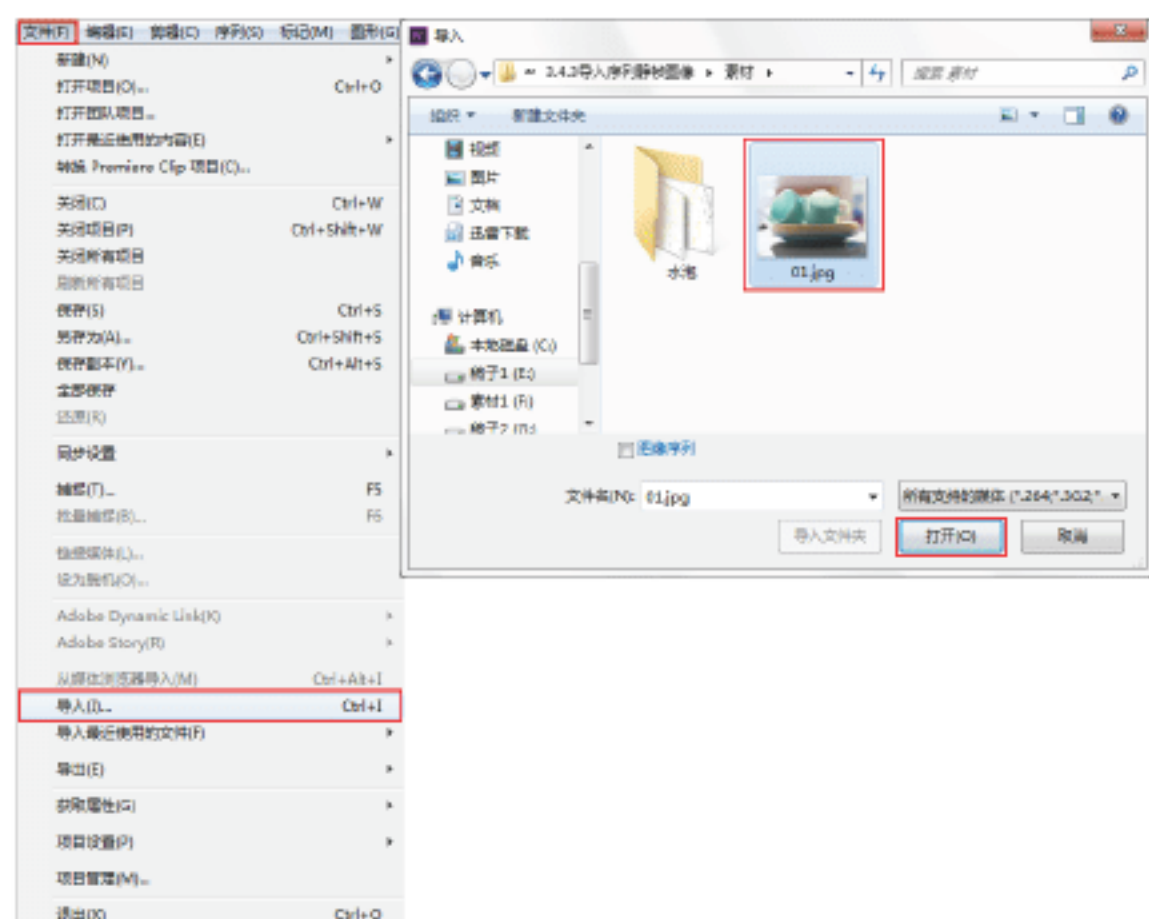 文件(F) 编辑(E) 剪辑(C) 序列(S) 标记(M) 图形(G)
新建(N)
打开项目(O)... Ctrl+O
打开团队项目...
打开最近使用的内容(E)
转换 Premiere Clip 项目(C)...
关闭(C) Ctrl+W
关闭项目(P) Ctrl+Shift+W
关闭所有项目
刷新所有项目
保存(S) Ctrl+S
另存为(A)... Ctrl+Shift+S
保存副本(Y)... Ctrl+Alt+S
全部保存
还原(R)
同步设置
捕捉(T)... F5
批量捕捉(B)... F6
链接媒体(L)...
设为脱机(O)...
Adobe Dynamic Link(K)
Adobe Story(R)
从媒体浏览器导入(M) Ctrl+Alt+I
导入(I)... Ctrl+I
导入最近使用的文件(F)
导出(E)
获取属性(G)
项目设置(P)
项目管理(M)...
退出(X) Ctrl+Q
导入
3.4.3导入序列静帧图像 素材
搜索 素材
组织 新建文件夹
视频
图片
文档
迅雷下载
音乐
计算机
本地磁盘 (C:)
素材1 (F:)
水泡
01.jpg
图像序列
文件名(N): 01.jpg
所有支持的媒体 (*.264;*.3G2;*
导入文件夹 打开(O) 取消